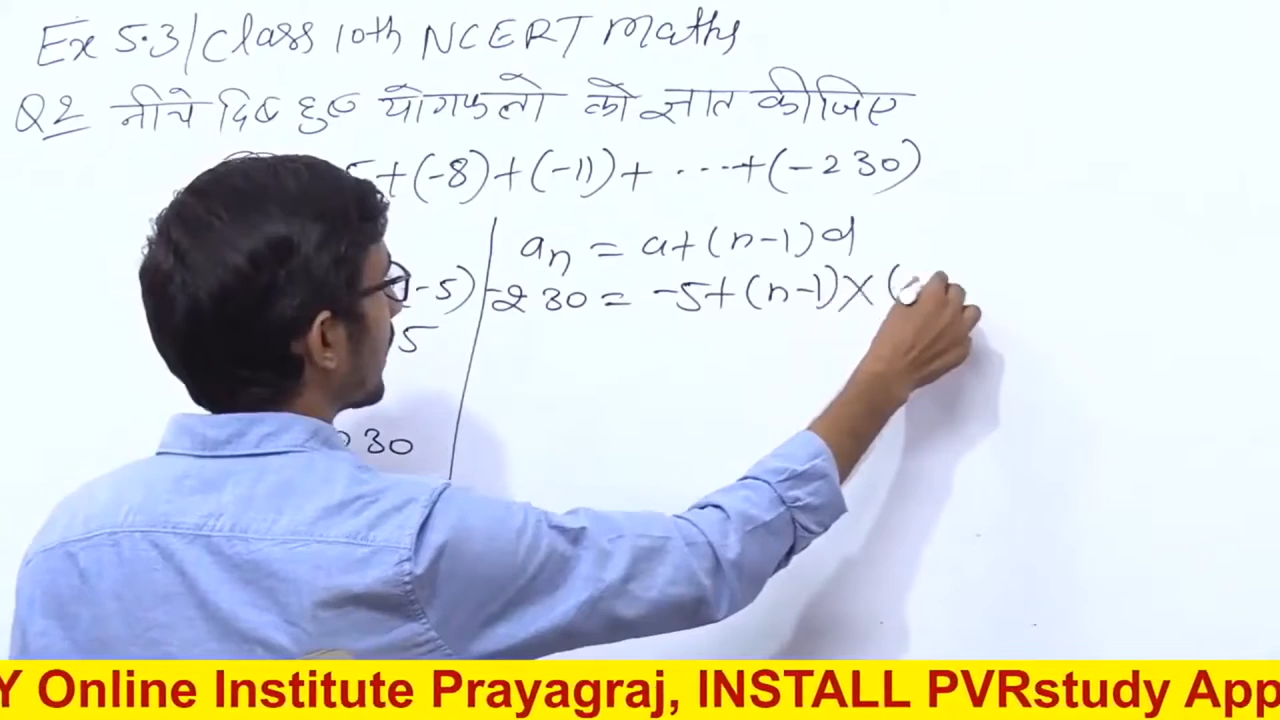 Ex 5.3/Class 10th NCERT Maths
Q2 नीचे दिए हुए योगफलो को ज्ञात कीजिए
5+(-8)+(-11)+ ....+(-230)
-5)
5
30
an = a+(n-1)d
-230 = -5+(n-1)×(
Y Online Institute Prayagraj, INSTALL PVRstudy App